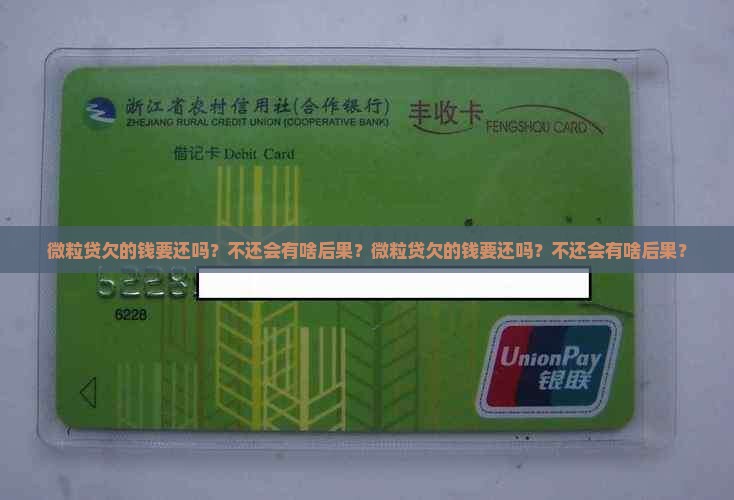 浙江省农村信用社(合作银行)
ZHEJIANG RURAL CREDIT UNION (COOPERATIVE BANK)
丰收卡 FENGSHOU CARD
借记卡 Debit Card
微粒贷欠的钱要还吗？不还会有啥后果？微粒贷欠的钱要还吗？不还会有啥后果？
6228
6228
UnionPay
银联